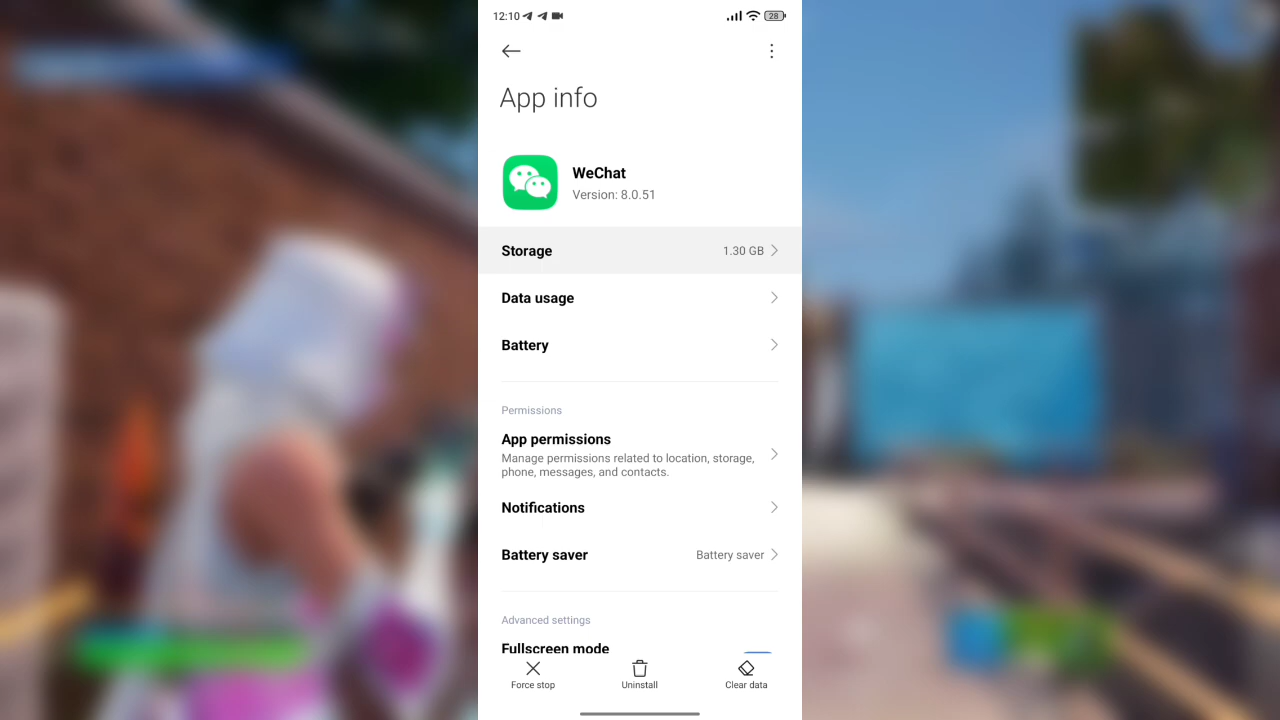 12:10
28
App info
WeChat
Version: 8.0.51
Storage
1.30 GB
Data usage
Battery
Permissions
App permissions
Manage permissions related to location, storage,
phone, messages, and contacts.
Notifications
Battery saver
Battery saver
Advanced settings
Fullscreen mode
Force stop
Uninstall
Clear data